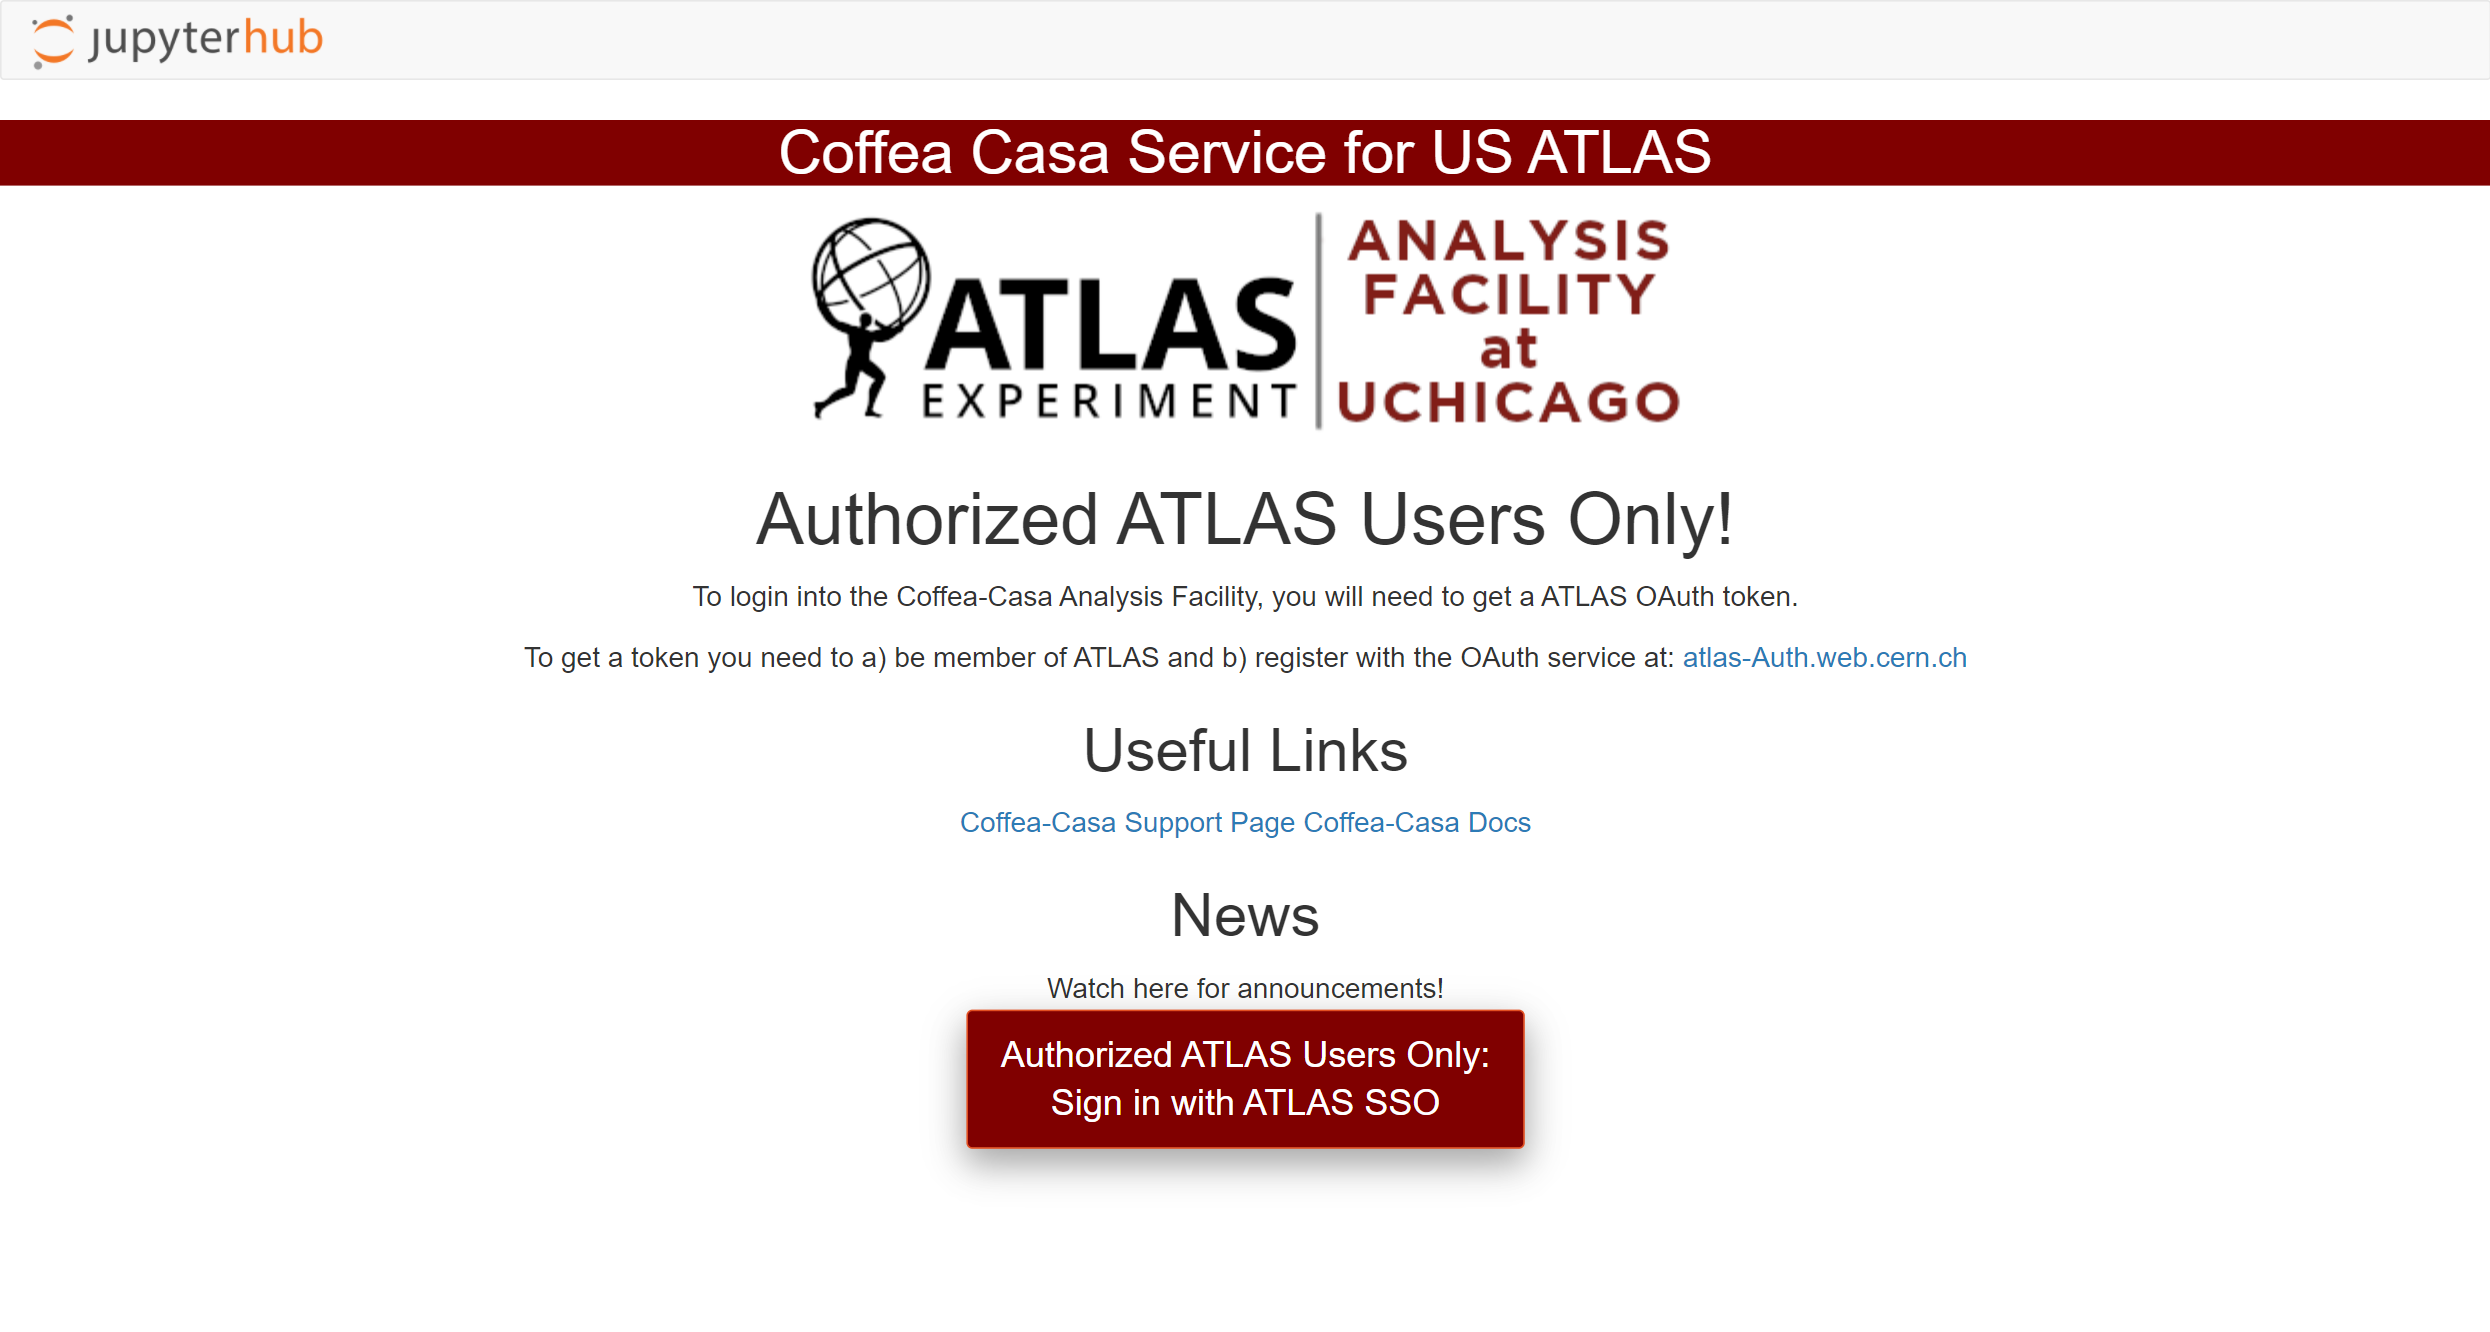 jupyterhub
Coffea Casa Service for US ATLAS
ATLAS
EXPERIMENT
ANALYSIS
FACILITY
at
UCHICAGO
Authorized ATLAS Users Only!
To login into the Coffea-Casa Analysis Facility, you will need to get a ATLAS OAuth token.
To get a token you need to a) be member of ATLAS and b) register with the OAuth service at: atlas-Auth.web.cern.ch
Useful Links
Coffea-Casa Support Page Coffea-Casa Docs
News
Watch here for announcements!
Authorized ATLAS Users Only:
Sign in with ATLAS SSO